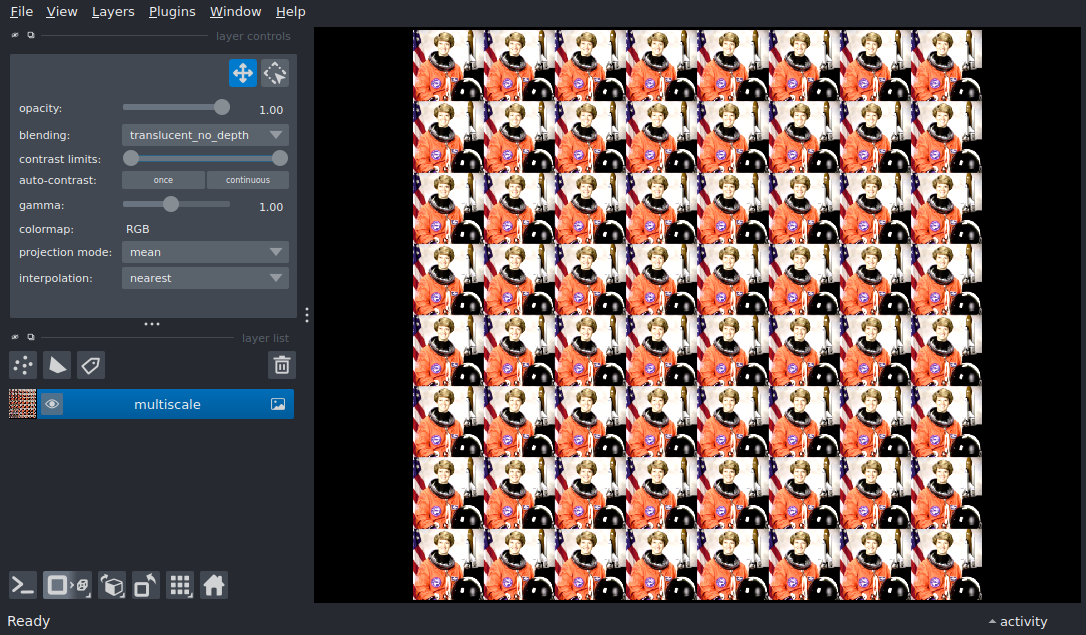 File View Layers Plugins Window Help
layer controls
opacity: 1.00
blending: translucent_no_depth
contrast limits:
auto-contrast: once continuous
gamma: 1.00
colormap: RGB
projection mode: mean
interpolation: nearest
layer list
multiscale
Ready activity